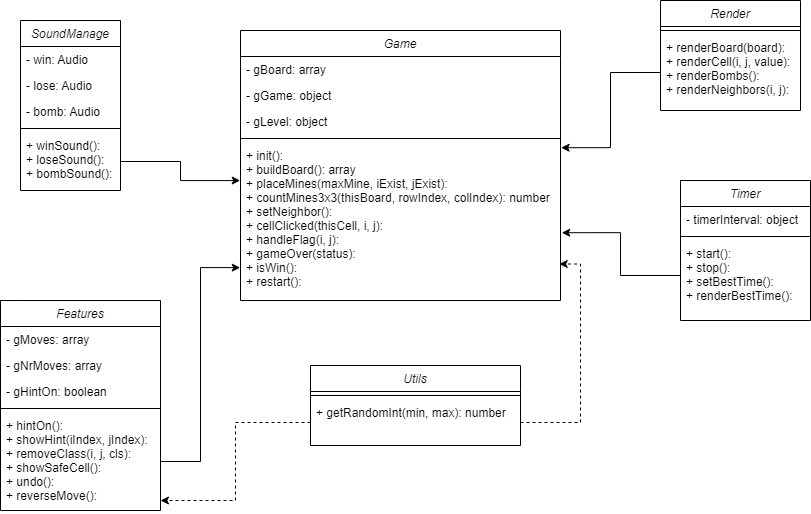 SoundManage
- win: Audio
- lose: Audio
- bomb: Audio
+ winSound():
+ loseSound():
+ bombSound():
Game
- gBoard: array
- gGame: object
- gLevel: object
+ init():
+ buildBoard(): array
+ placeMines(maxMine, iExist, jExist):
+ countMines3x3(thisBoard, rowIndex, colIndex): number
+ setNeighbor():
+ cellClicked(thisCell, i, j):
+ handleFlag(i, j):
+ gameOver(status):
+ isWin():
+ restart():
Render
+ renderBoard(board):
+ renderCell(i, j, value):
+ renderBombs():
+ renderNeighbors(i, j):
Timer
- timerInterval: object
+ start():
+ stop():
+ setBestTime():
+ renderBestTime():
Features
- gMoves: array
- gNrMoves: array
- gHintOn: boolean
+ hintOn():
+ showHint(iIndex, jIndex):
+ removeClass(i, j, cls):
+ showSafeCell():
+ undo():
+ reverseMove():
Utils
+ getRandomInt(min, max): number